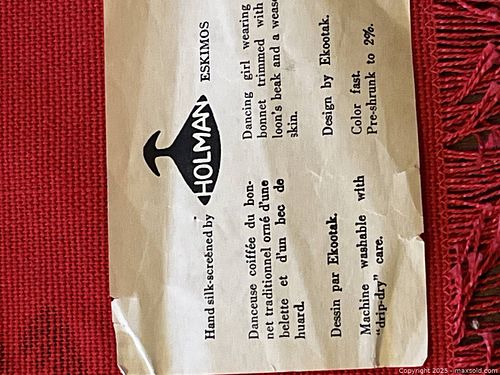 Hand silk-screened by HOLMAN ESKIMOS
Danceuse coiffée du bon-
net traditionnel orné d'une
belette et d'un bec de
huard.
Dancing girl wearing
bonnet trimmed with
loon's beak and a
skin.
Dessin par Ekootak.
Design by Ekootak.
Machine washable with
"drip-dry" care.
Color fast.
Pre-shrunk to 2%.
Copyright 2025 - maxsold.com